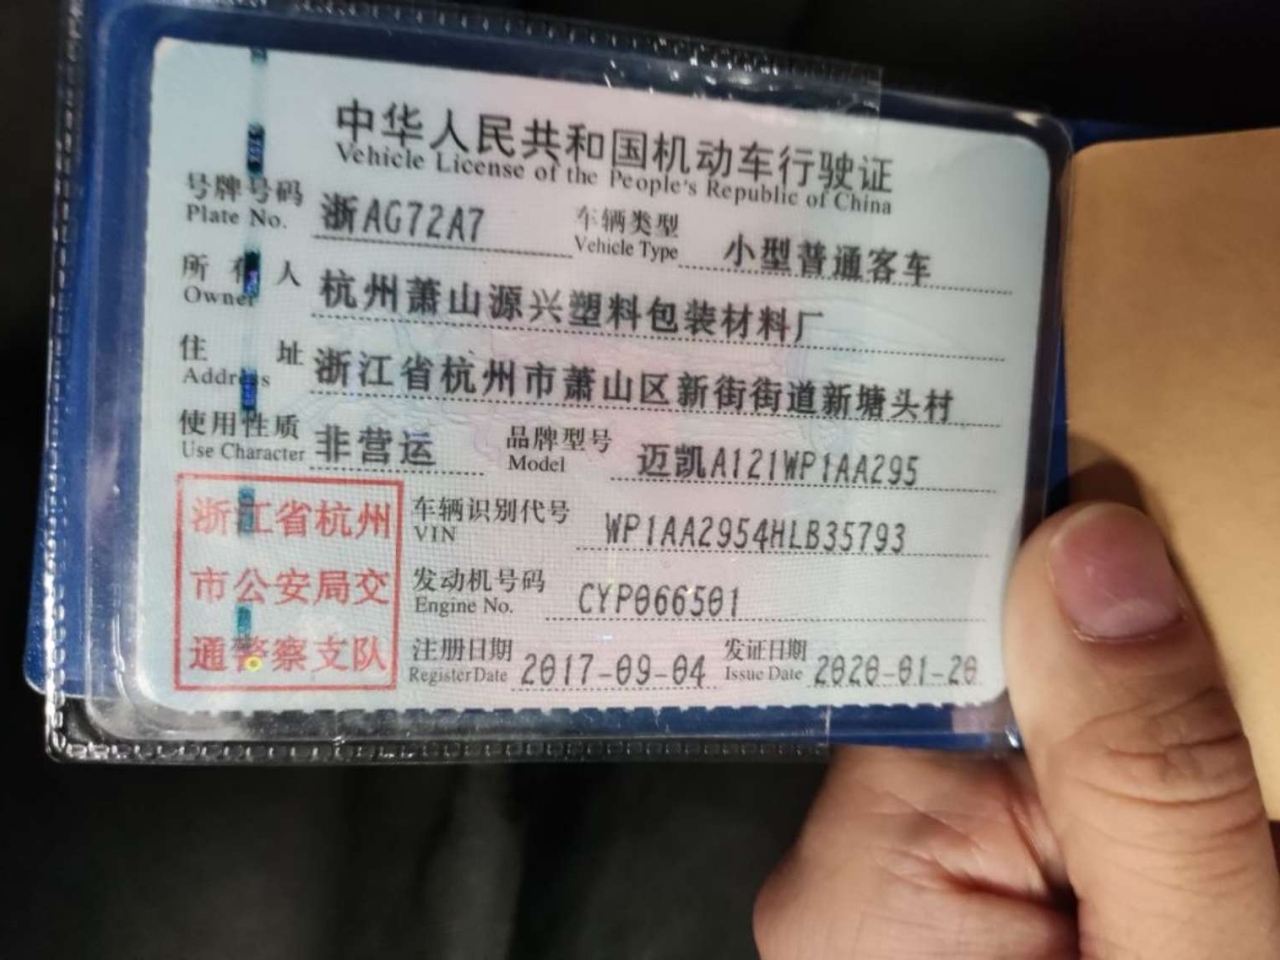 中华人民共和国机动车行驶证
Vehicle License of the People's Republic of China
号牌号码 浙AG72A7 车辆类型 小型普通客车
Plate No. Vehicle Type
所有人 杭州萧山源兴塑料包装材料厂
Owner
住址 浙江省杭州市萧山区新街街道新塘头村
Address
使用性质 非营运 品牌型号 迈凯A121WP1AA295
Use Character Model
浙江省杭州
市公安局交
通警察支队
车辆识别代号 WP1AA2954HLB35793
VIN
发动机号码 CYP066501
Engine No.
注册日期 2017-09-04 发证日期 2020-01-20
Register Date Issue Date